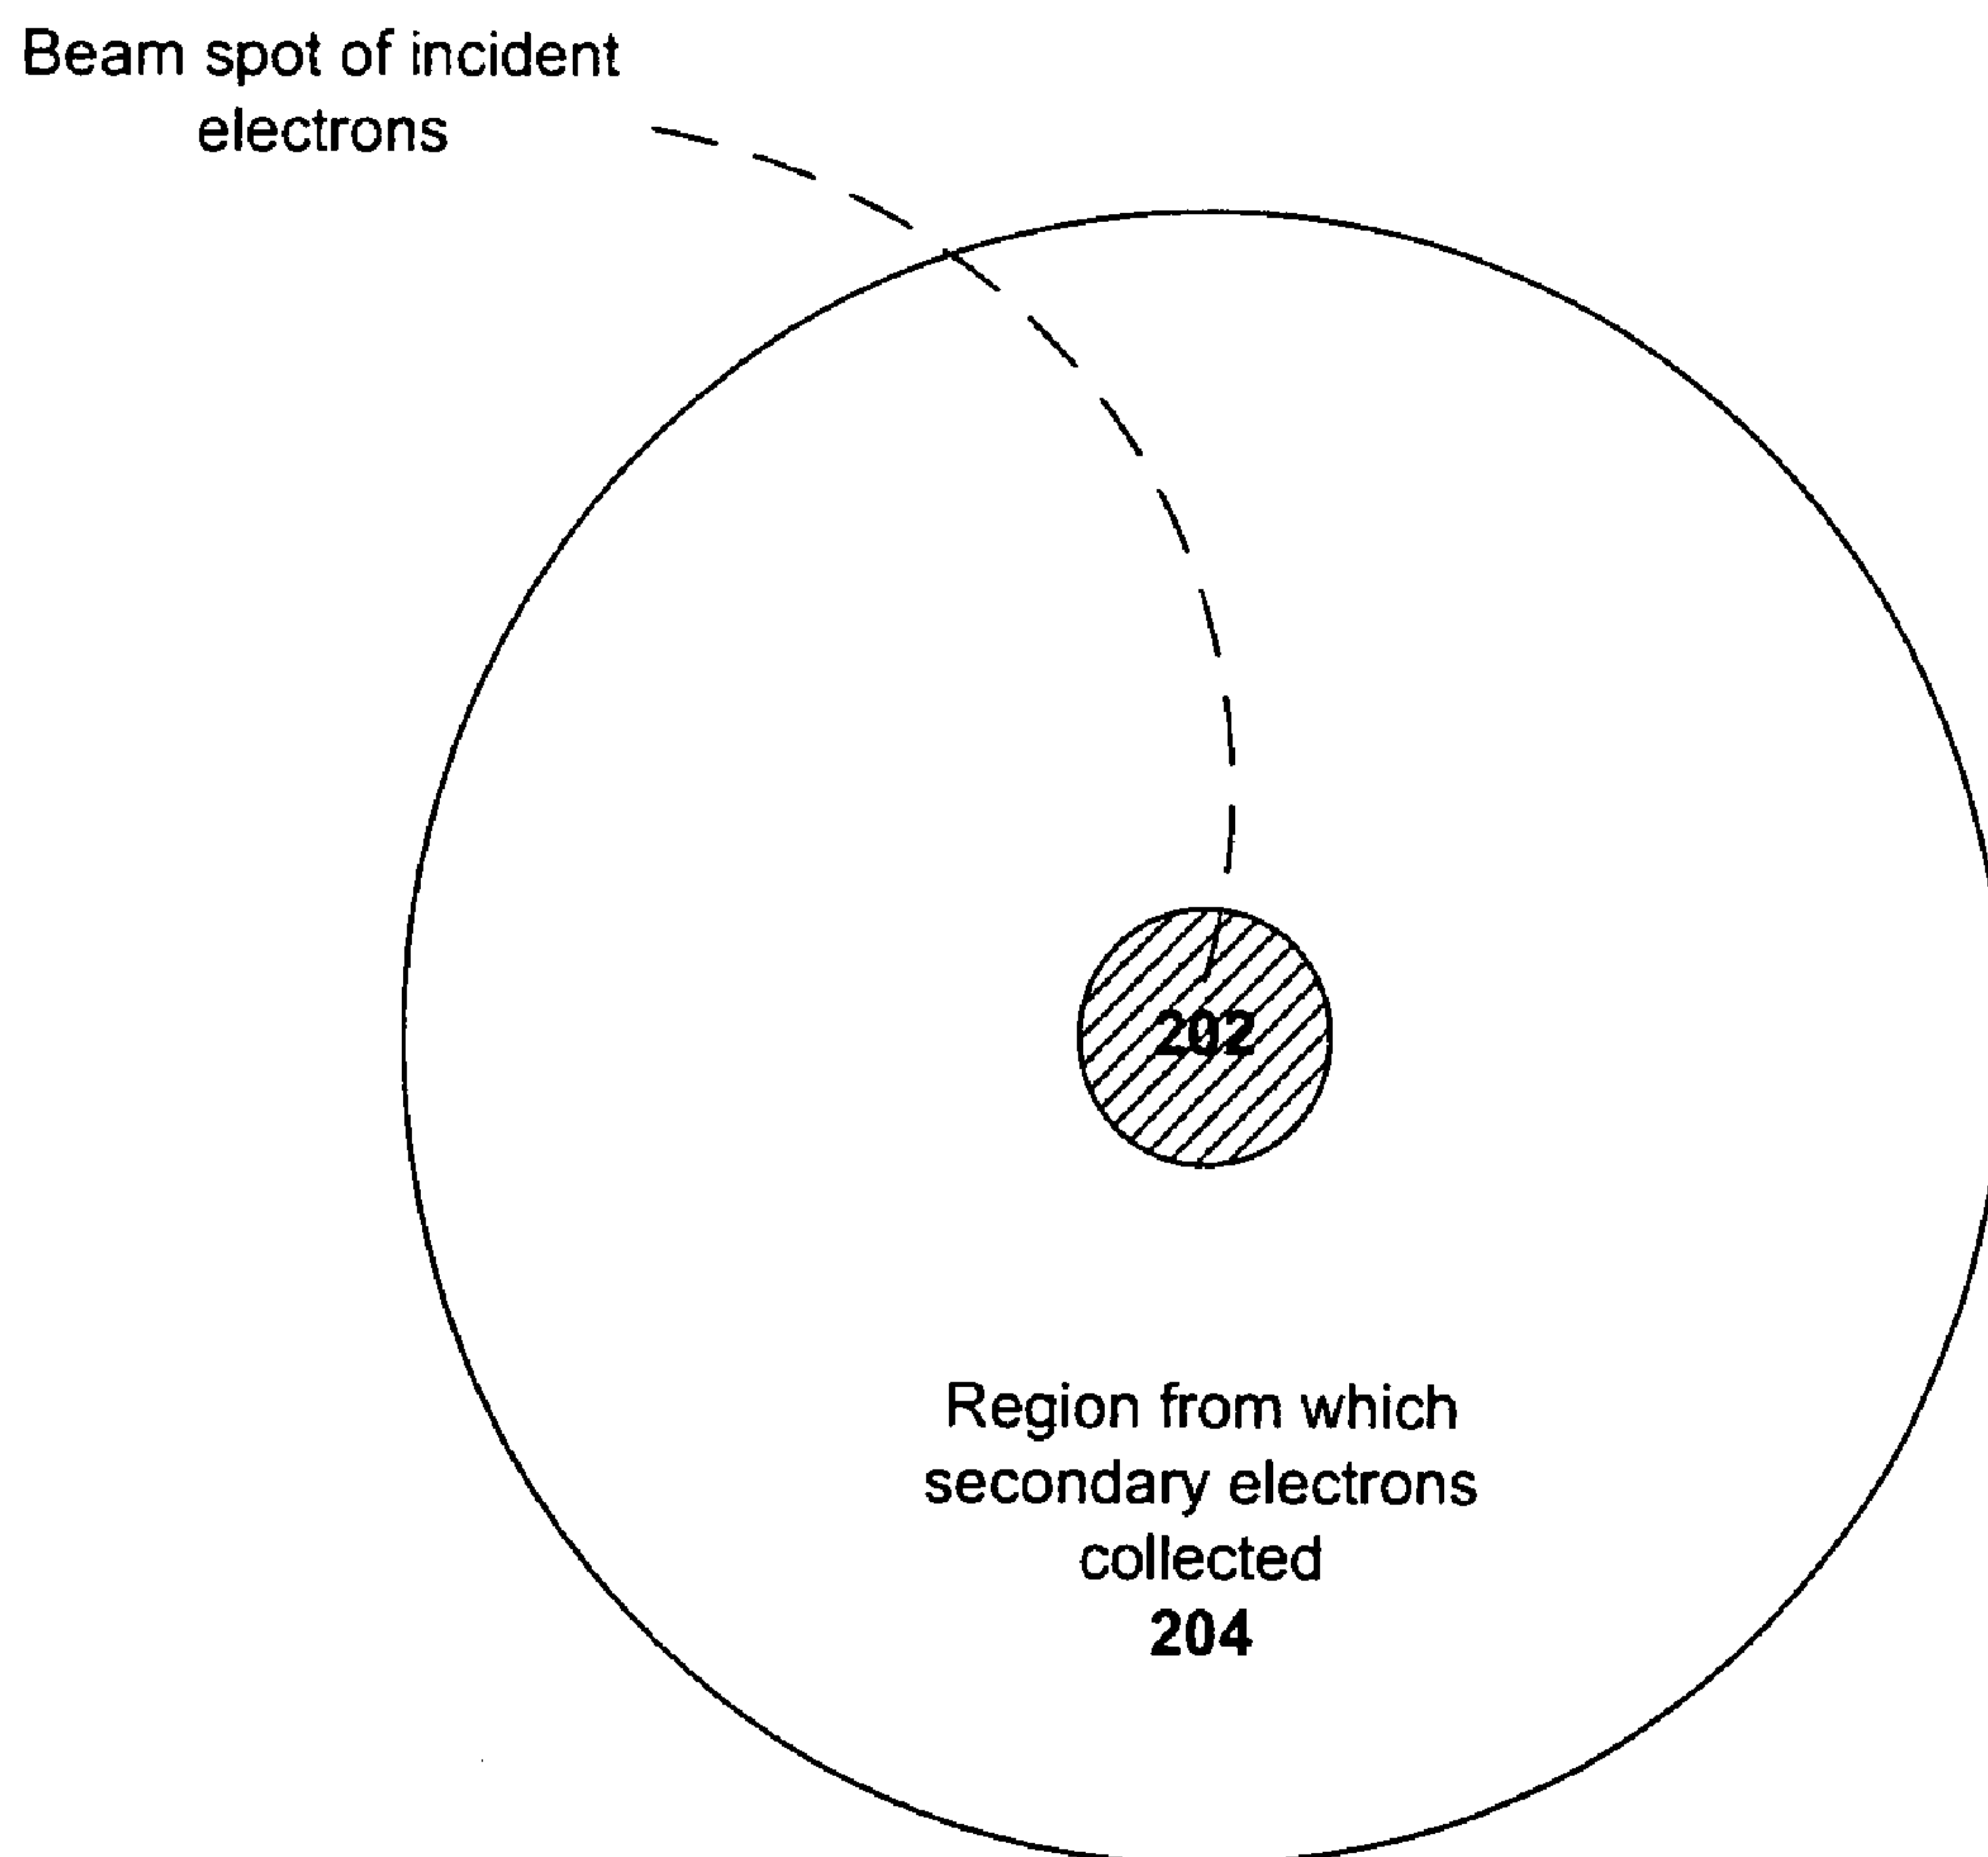 Beam spot of incident
electrons
202
Region from which
secondary electrons
collected
204